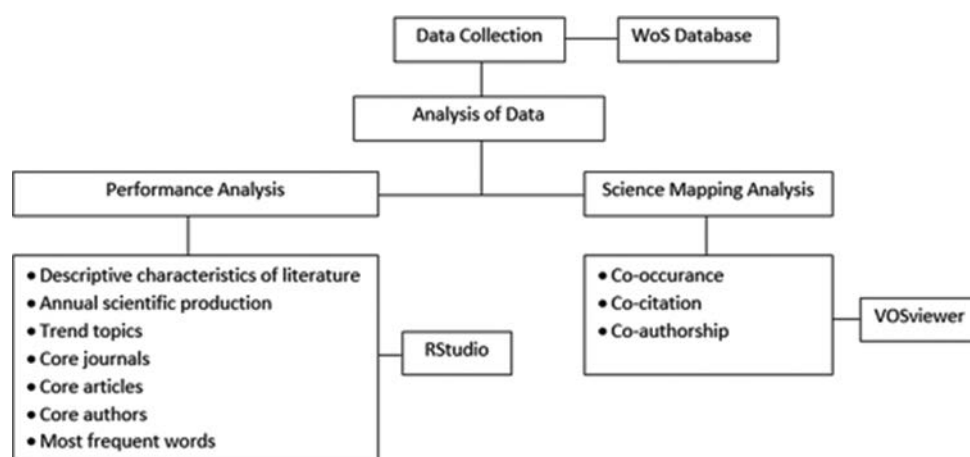 Data Collection
WoS Database
Analysis of Data
Performance Analysis
Science Mapping Analysis
• Descriptive characteristics of literature
• Annual scientific production
• Trend topics
• Core journals
• Core articles
• Core authors
• Most frequent words
RStudio
• Co-occurance
• Co-citation
• Co-authorship
VOSviewer